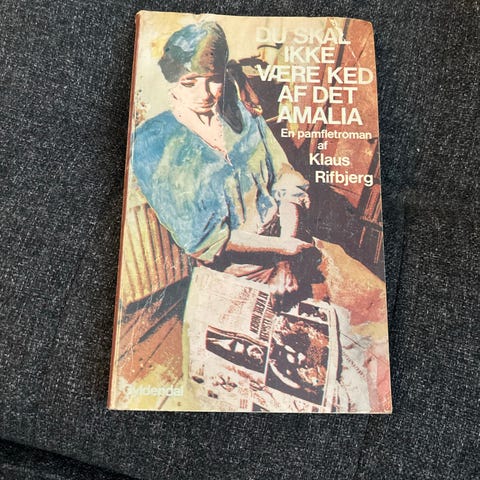 DU SKAL
IKKE
VÆRE KED
AF DET
AMALIA
En pamfletroman
af
Klaus
Rifbjerg
Gyldendal